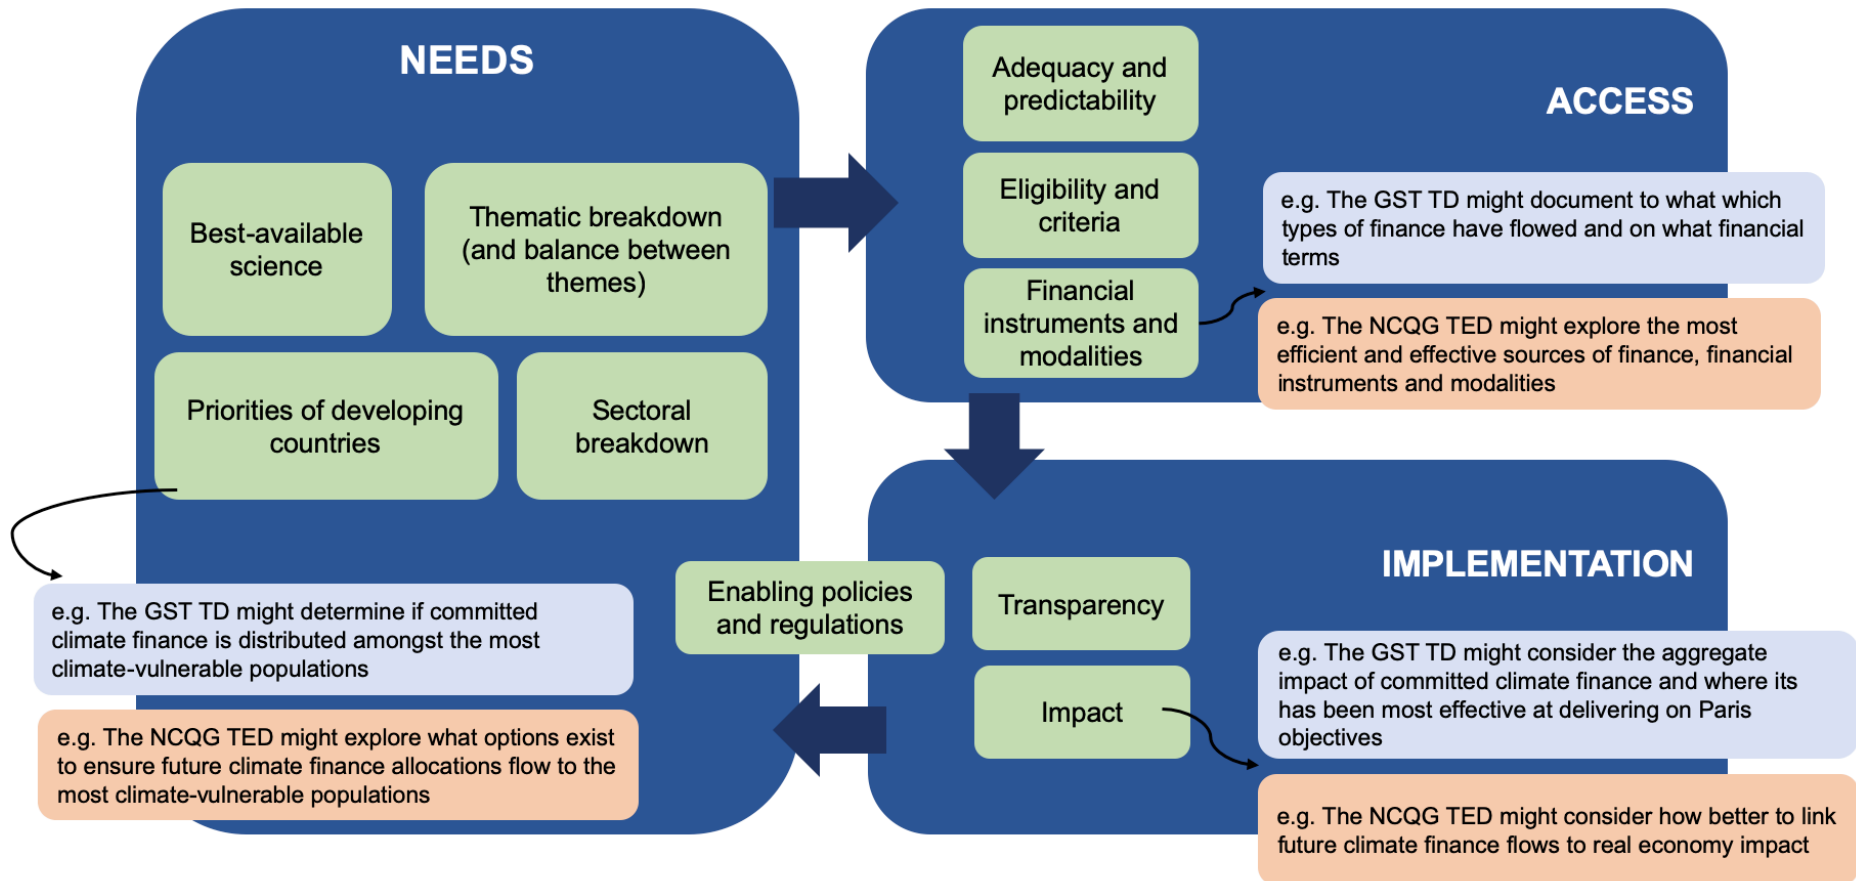 NEEDS
Best-available
science
Thematic breakdown
(and balance between
themes)
Priorities of developing
countries
Sectoral
breakdown
e.g. The GST TD might determine if committed
climate finance is distributed amongst the most
climate-vulnerable populations
e.g. The NCQG TED might explore what options exist
to ensure future climate finance allocations flow to the
most climate-vulnerable populations
ACCESS
Adequacy and
predictability
Eligibility and
criteria
Financial
instruments and
modalities
e.g. The GST TD might document to what which
types of finance have flowed and on what financial
terms
e.g. The NCQG TED might explore the most
efficient and effective sources of finance, financial
instruments and modalities
IMPLEMENTATION
Enabling policies
and regulations
Transparency
Impact
e.g. The GST TD might consider the aggregate
impact of committed climate finance and where its
has been most effective at delivering on Paris
objectives
e.g. The NCQG TED might consider how better to link
future climate finance flows to real economy impact